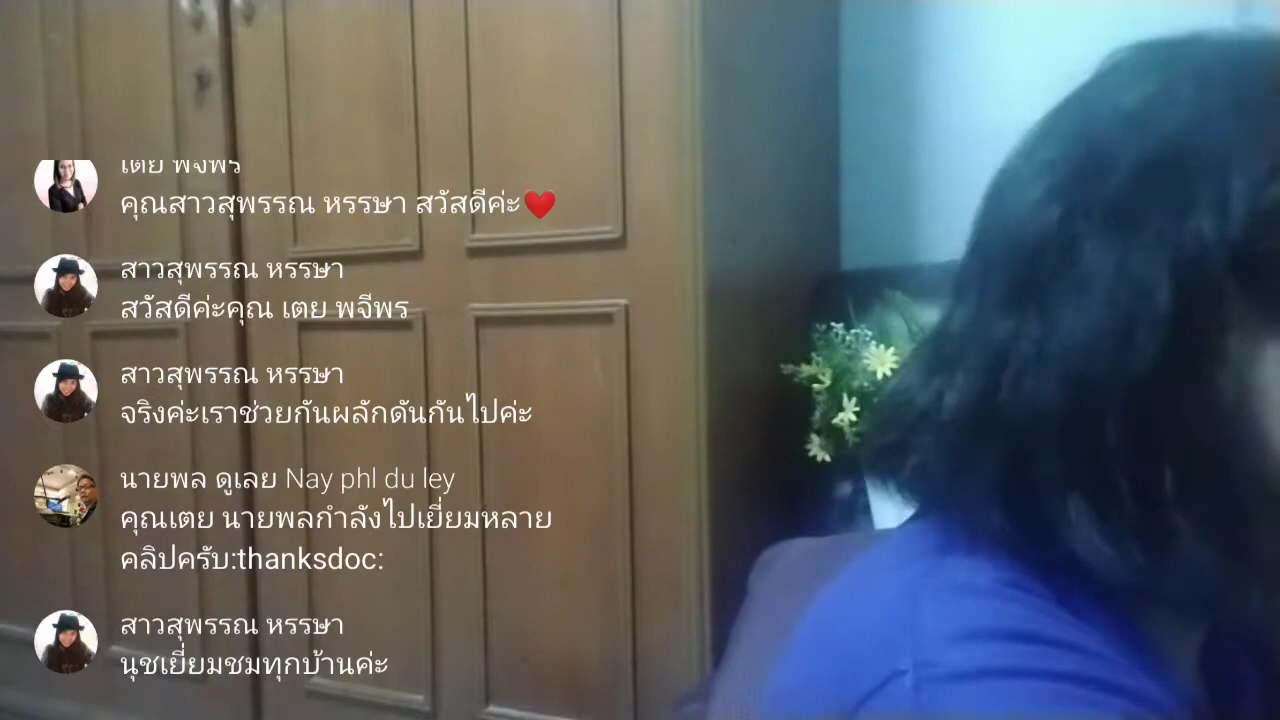 เตย พจีพร
คุณสาวสุพรรณ หรรษา สวัสดีค่ะ❤️
สาวสุพรรณ หรรษา
สวัสดีค่ะคุณ เตย พจีพร
สาวสุพรรณ หรรษา
จริงค่ะเราช่วยกันผลักดันกันไปค่ะ
นายพล ดูเลย Nay phl du ley
คุณเตย นายพลกำลังไปเยี่ยมหลาย
คลิปครับ:thanksdoc:
สาวสุพรรณ หรรษา
นุชเยี่ยมชมทุกบ้านค่ะ